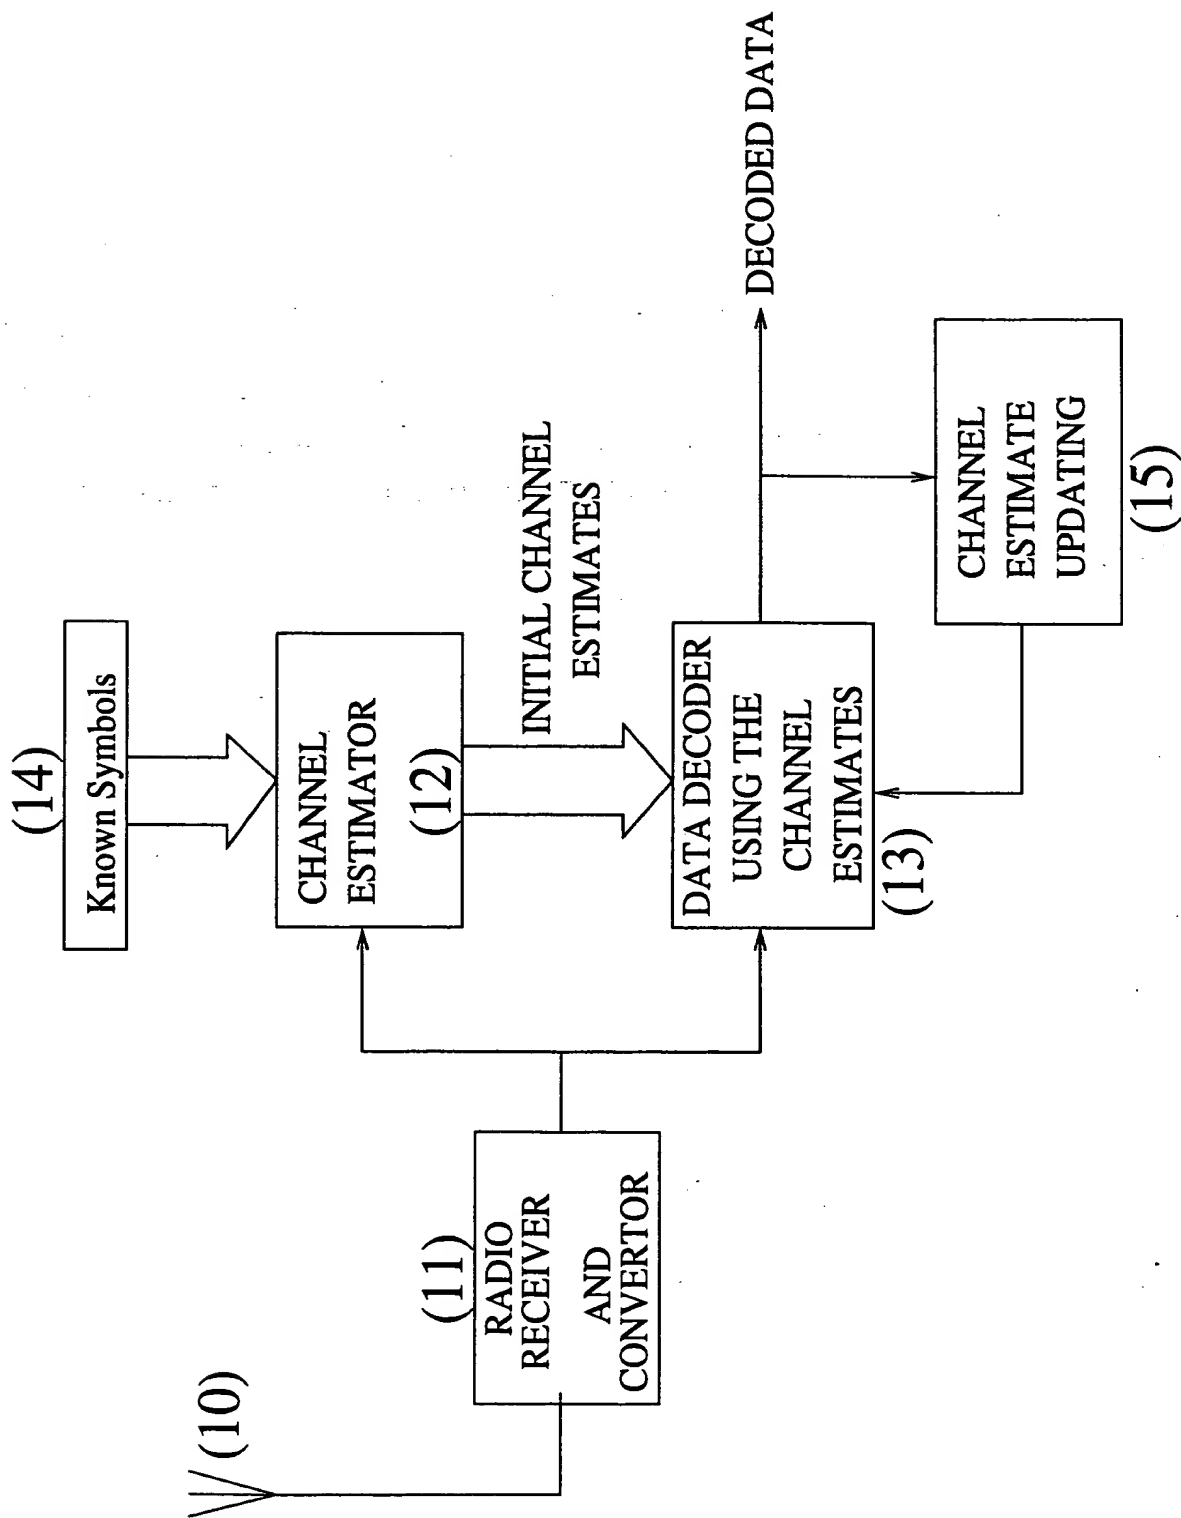 (14)
Known Symbols
CHANNEL
ESTIMATOR
(12)
INITIAL CHANNEL
ESTIMATES
(10)
(11)
RADIO
RECEIVER
AND
CONVERTOR
DATA DECODER
USING THE
CHANNEL
ESTIMATES
(13)
DECODED DATA
CHANNEL
ESTIMATE
UPDATING
(15)